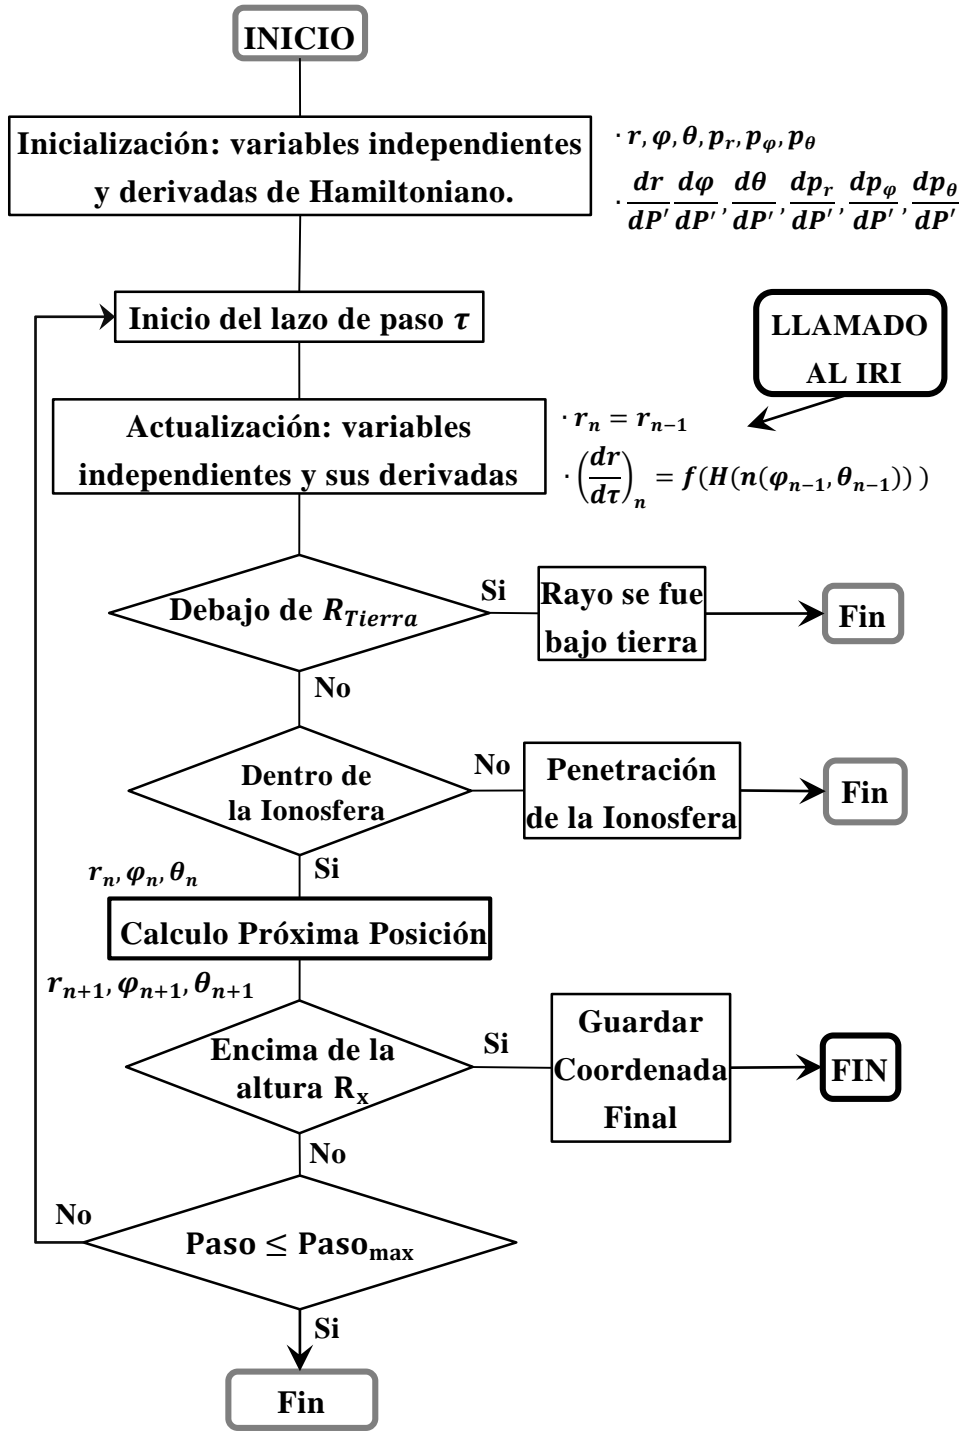 INICIO
Inicialización: variables independientes
y derivadas de Hamiltoniano.
· r, φ, θ, p_r, p_φ, p_θ
· dr/dP′ dφ/dP′, dθ/dP′, dp_r/dP′, dp_φ/dP′, dp_θ/dP′
Inicio del lazo de paso τ
LLAMADO
AL IRI
Actualización: variables
independientes y sus derivadas
· r_n = r_{n−1}
· (dr/dτ)_n = f(H(n(φ_{n−1}, θ_{n−1})) )
Debajo de R_{Tierra}
Si
Rayo se fue
bajo tierra
Fin
No
Dentro de
la Ionosfera
No
Penetración
de la Ionosfera
Fin
Si
r_n, φ_n, θ_n
Calculo Próxima Posición
r_{n+1}, φ_{n+1}, θ_{n+1}
Encima de la
altura R_x
Si
Guardar
Coordenada
Final
FIN
No
No
Paso ≤ Paso_{max}
Si
Fin